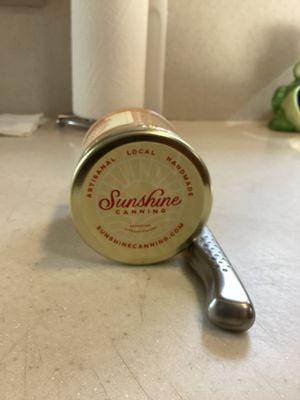 ARTISANAL LOCAL HANDMADE
Sunshine
CANNING
SUNSHINECANNING.COM